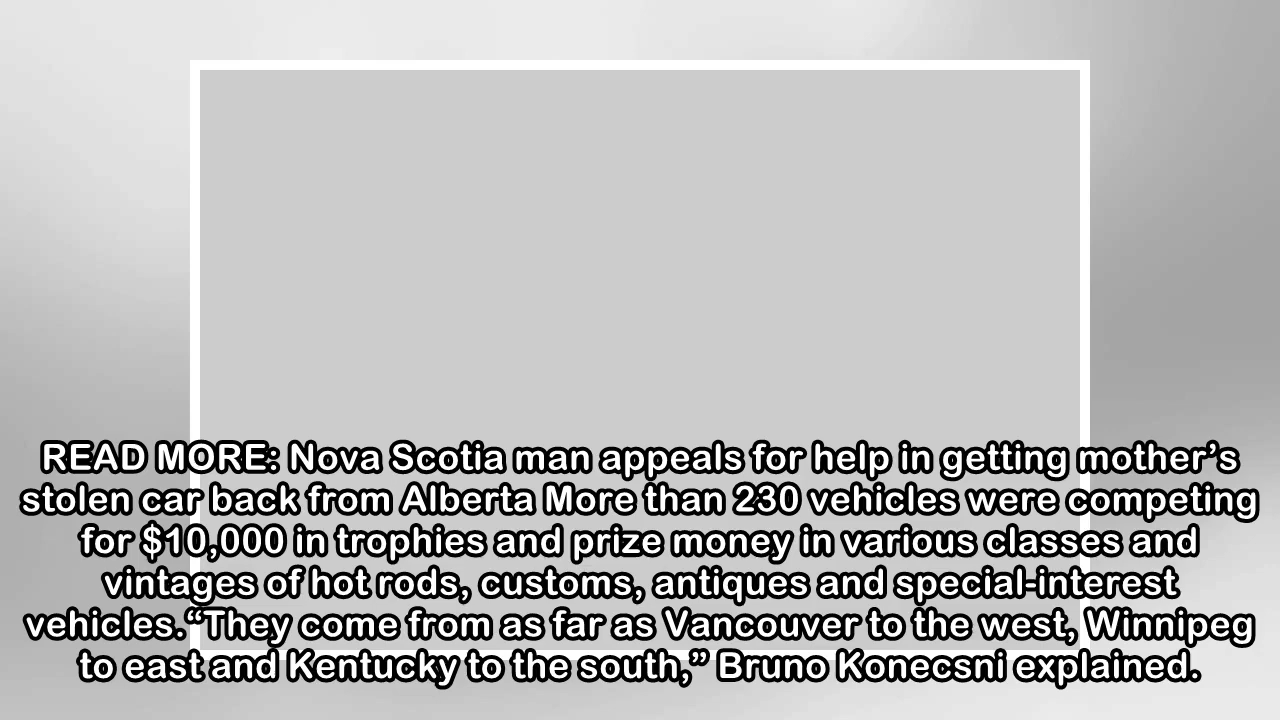 READ MORE: Nova Scotia man appeals for help in getting mother’s
stolen car back from Alberta More than 230 vehicles were competing
for $10,000 in trophies and prize money in various classes and
vintages of hot rods, customs, antiques and special-interest
vehicles.“They come from as far as Vancouver to the west, Winnipeg
to east and Kentucky to the south,” Bruno Konecsni explained.